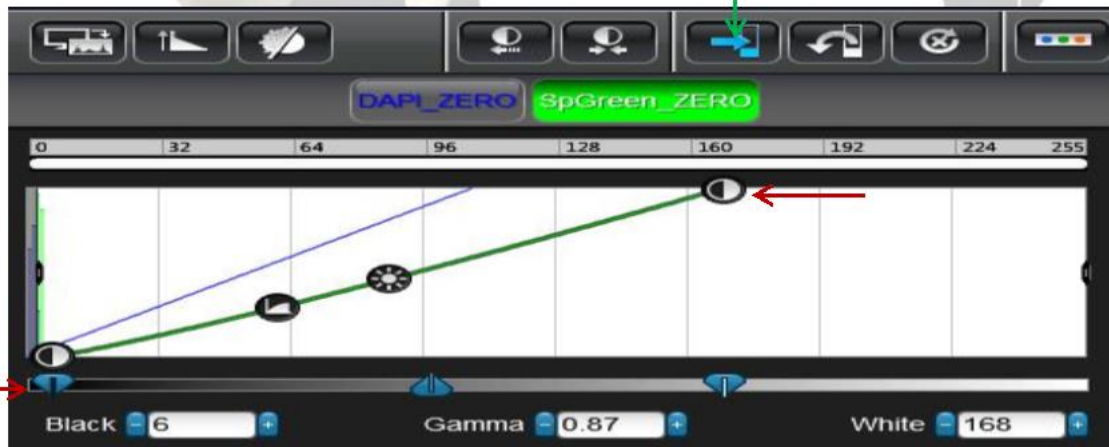 DAPI_ZERO SpGreen_ZERO
0 32 64 96 128 160 192 224 255
Black 6 Gamma 0.87 White 168